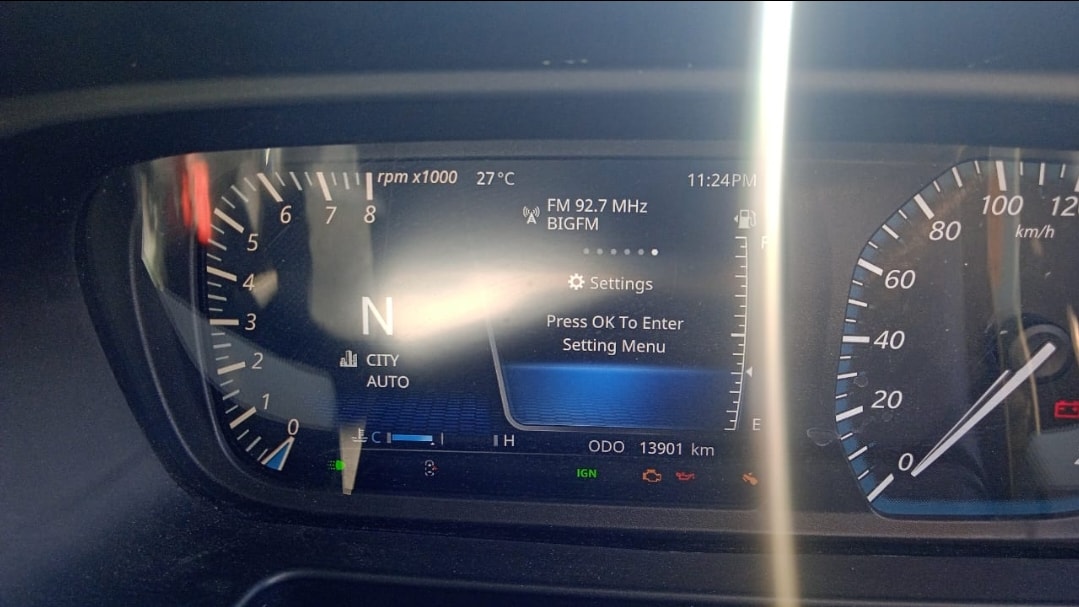 rpm x1000
27°C
11:24PM
FM 92.7 MHz
BIGFM
8
7
6
5
4
3
2
1
0
Settings
Press OK To Enter
Setting Menu
N
CITY
AUTO
F
E
C
H
ODO 13901 km
IGN
100
80
60
40
20
0
km/h